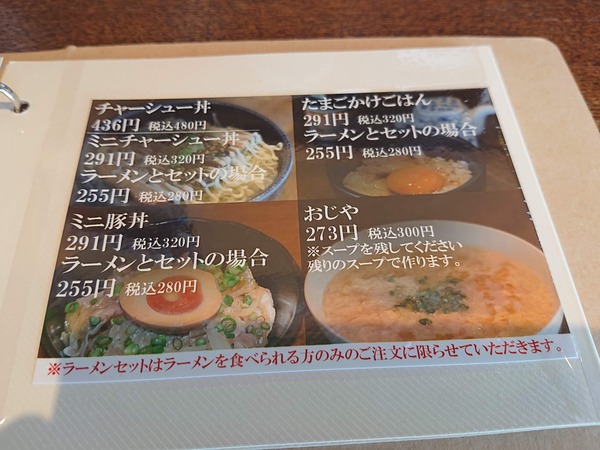 チャーシュー丼
436円 税込480円
ミニチャーシュー丼
291円 税込320円
ラーメンとセットの場合
255円 税込280円
たまごかけごはん
291円 税込320円
ラーメンとセットの場合
255円 税込280円
ミニ豚丼
291円 税込320円
ラーメンとセットの場合
255円 税込280円
おじや
273円 税込300円
※スープを残してください
残りのスープで作ります。
※ラーメンセットはラーメンを食べられる方のみのご注文に限らせていただきます。